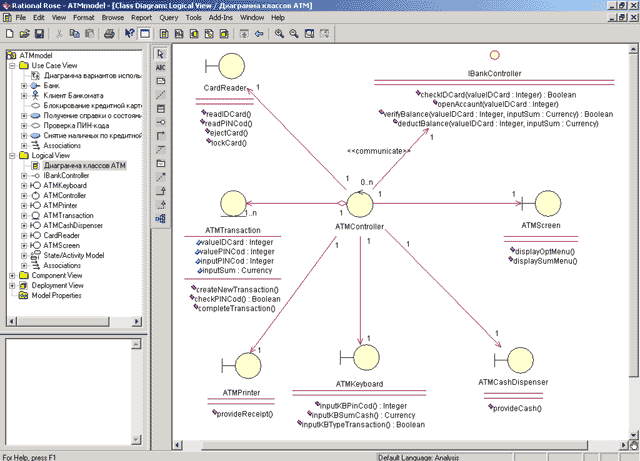 Rational Rose - ATMmodel - [Class Diagram: Logical View / Диаграмма классов ATM]
File Edit View Format Browse Report Query Tools Add-Ins Window Help
ATMmodel
Use Case View
Диаграмма вариантов исполь
Банк
Клиент Банкомата
Блокирование кредитной карто
Получение справки о состояни
Проверка ПИН-кода
Снятие наличных по кредитной
Associations
Logical View
Диаграмма классов ATM
IBankController
ATMKeyboard
ATMController
ATMPrinter
ATMTransaction
ATMCashDispenser
CardReader
ATMScreen
State/Activity Model
Associations
Component View
Deployment View
Model Properties
ABC
CardReader
readIDCard()
readPINCod()
ejectCard()
lockCard()
1
1
IBankController
checkIDCard(valueIDCard : Integer) : Boolean
openAccaunt(valueIDCard : Integer)
verifyBalance(valueIDCard : Integer, inputSum : Currency) : Boolean
deductBalance(valueIDCard : Integer, inputSum : Currency)
1
<<communicate>>
1
0..n
1..n
1
1
1
ATMTransaction
valueIDCard : Integer
valuePINCod : Integer
inputPINCod : Integer
inputSum : Currency
createNewTransaction()
checkPINCod() : Boolean
completeTransaction()
ATMController
1
1
1
ATMScreen
displayOptMenu()
displaySumMenu()
1
1
1
ATMPrinter
provideReceipt()
ATMKeyboard
inputKBPinCod() : Integer
inputKBSumCash() : Currency
inputKBTypeTransaction() : Boolean
ATMCashDispenser
provideCash()
For Help, press F1
Default Language: Analysis